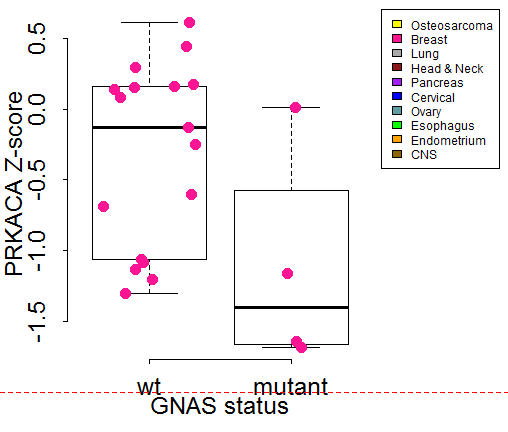 PRKACA Z-score
0.5
0.0
-0.5
-1.0
-1.5
wt
mutant
GNAS status
Osteosarcoma
Breast
Lung
Head & Neck
Pancreas
Cervical
Ovary
Esophagus
Endometrium
CNS